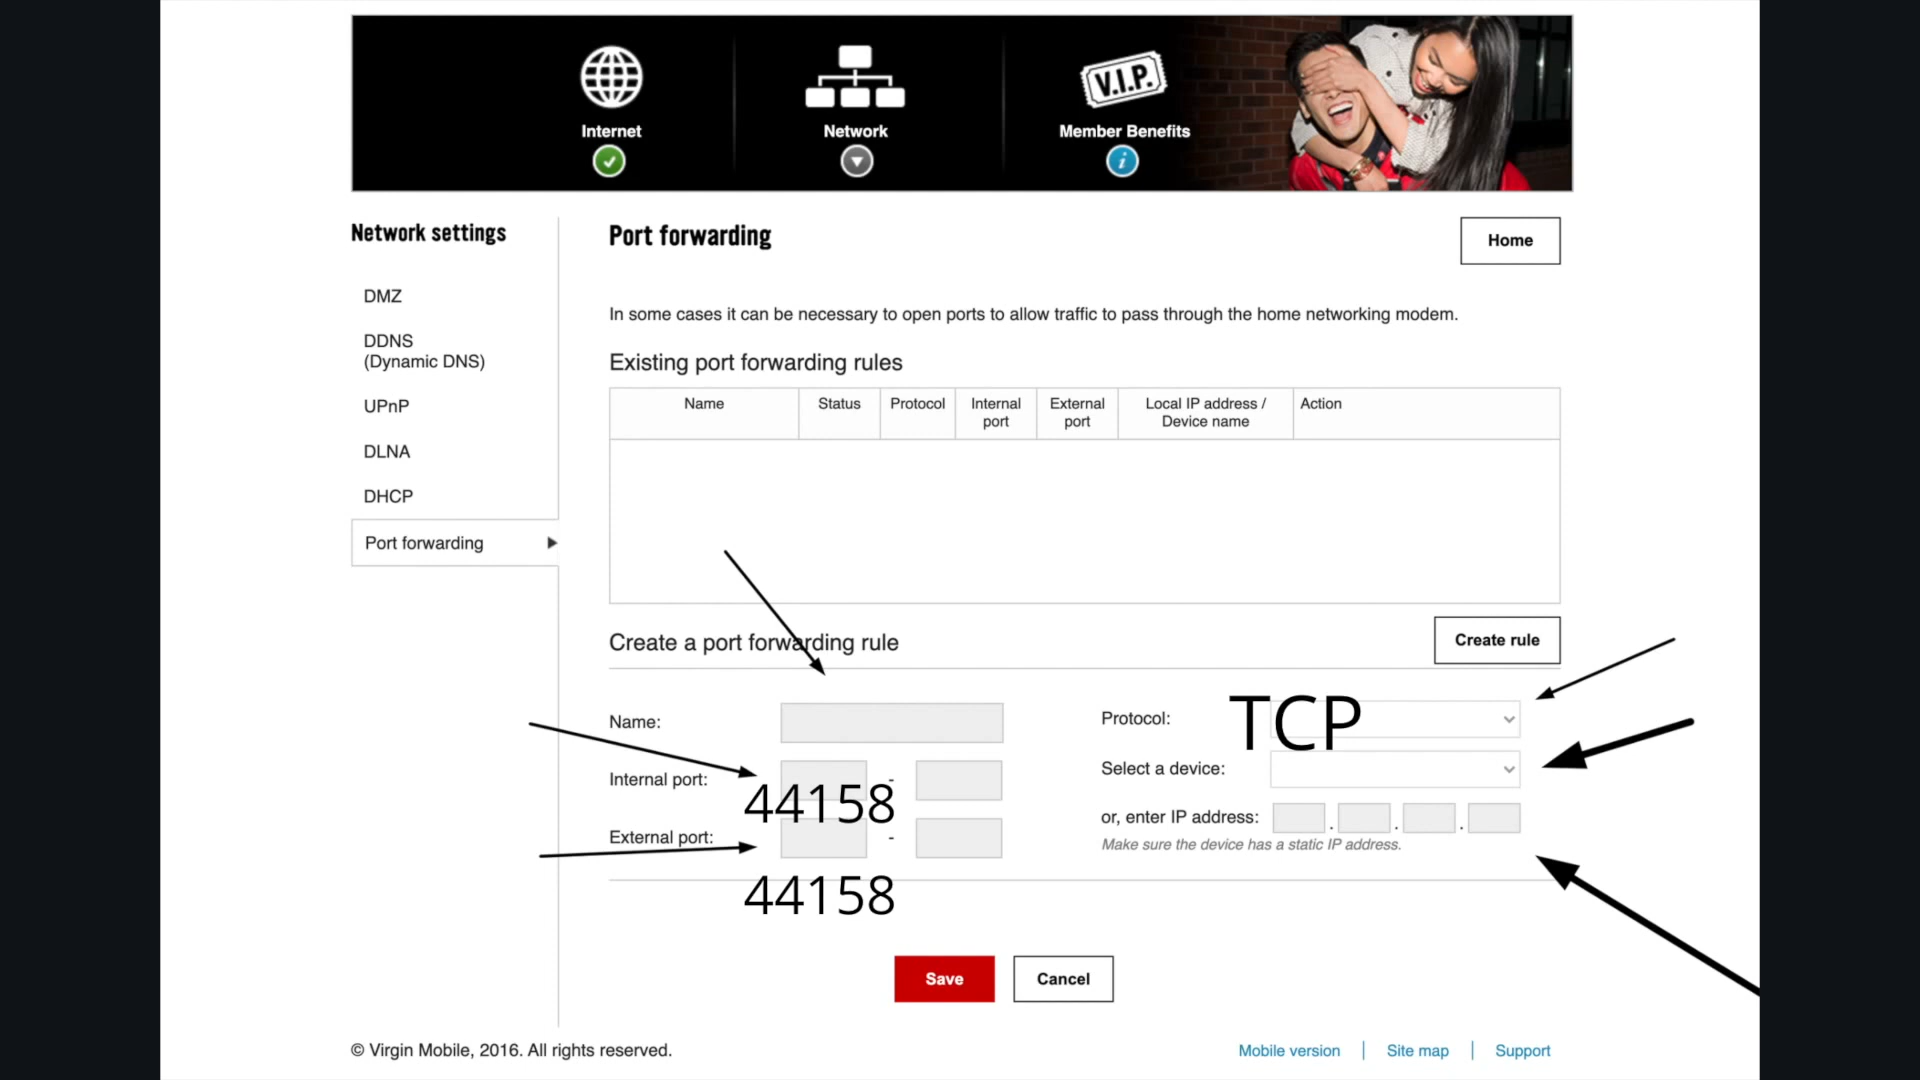 Internet
Network
V.I.P.
Member Benefits
i
Network settings
DMZ
DDNS
(Dynamic DNS)
UPnP
DLNA
DHCP
Port forwarding
Port forwarding
Home
In some cases it can be necessary to open ports to allow traffic to pass through the home networking modem.
Existing port forwarding rules
Name Status Protocol Internal port External port Local IP address / Device name Action
Create a port forwarding rule
Create rule
Name:
Internal port: -
44158
External port: -
44158
Protocol: TCP
Select a device:
or, enter IP address: . . .
Make sure the device has a static IP address.
Save
Cancel
© Virgin Mobile, 2016. All rights reserved.
Mobile version | Site map | Support